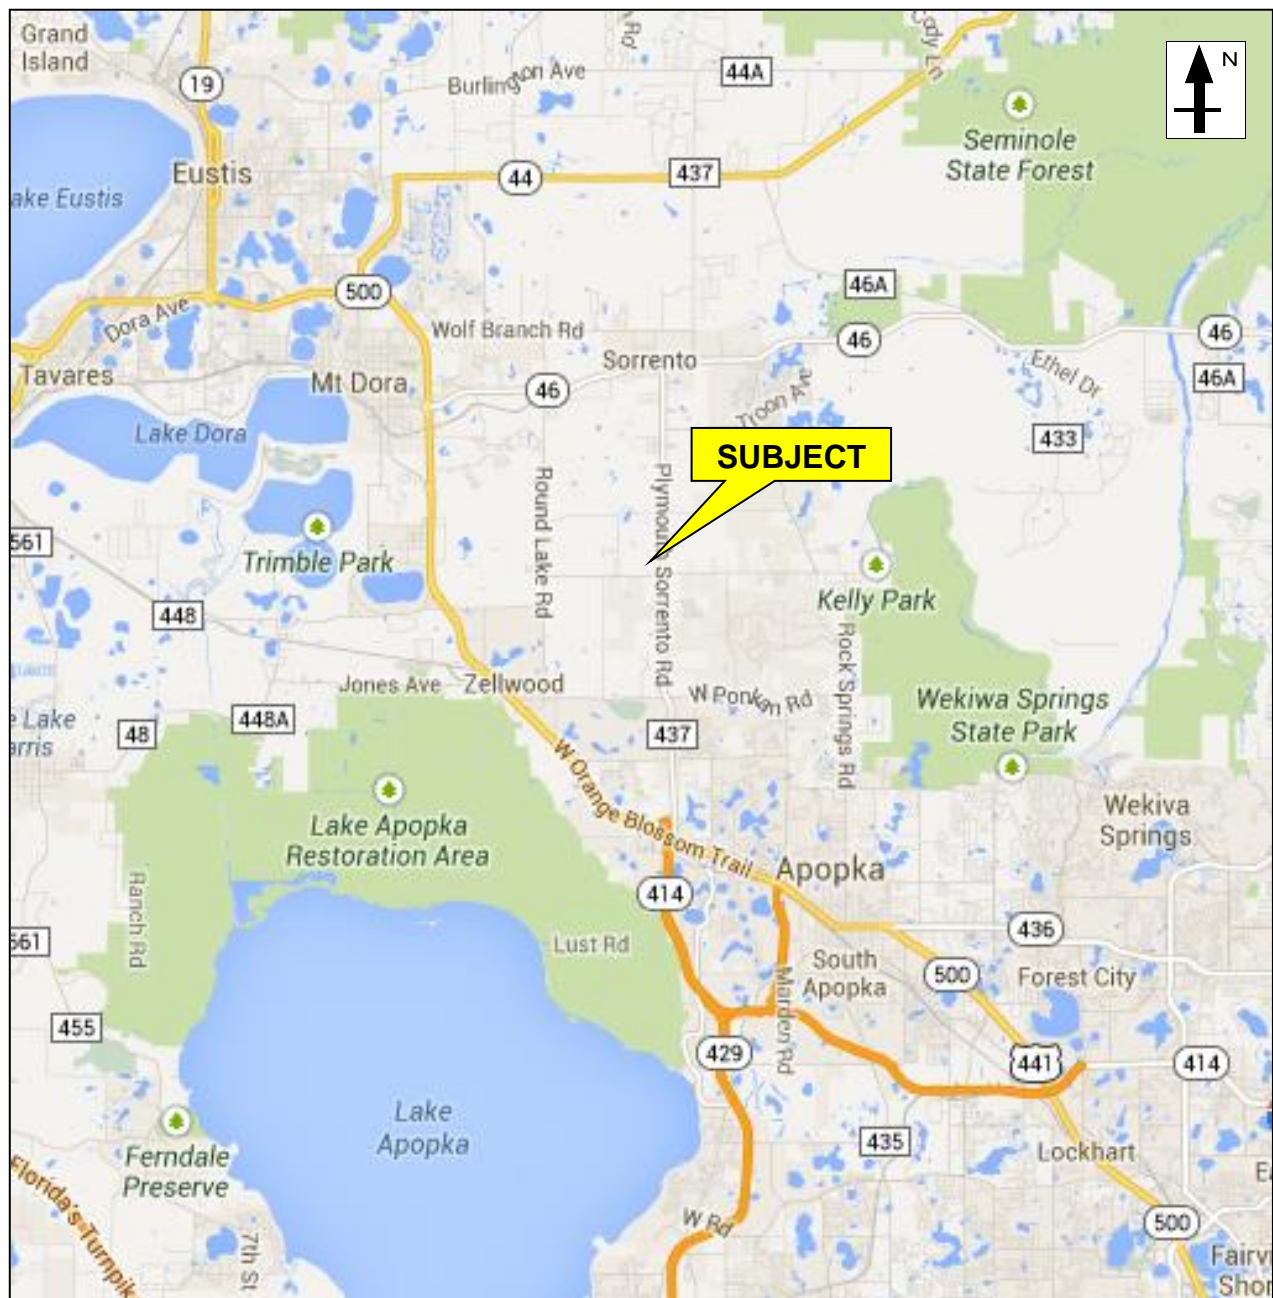 Grand
Island
Rd
Cody Ln
N
19
Burlington Ave
44A
Seminole
State Forest
Eustis
44
437
ake Eustis
46A
500
Dora Ave
Wolf Branch Rd
46
Sorrento
46
Ethel Dr
Tavares
Mt Dora
46
46A
Troon Ave
Lake Dora
433
SUBJECT
Round Lake Rd
Plymouth Sorrento Rd
561
Trimble Park
Kelly Park
448
Rock Springs Rd
Jones Ave
Zellwood
W Ponkan Rd
Wekiwa Springs
State Park
e Lake
arris
448A
48
437
W Orange Blossom Trail
Wekiva
Springs
Lake Apopka
Restoration Area
Apopka
Ranch Rd
414
561
Lust Rd
436
South
Apopka
500
Forest City
Marden Rd
455
429
441
414
Lake
Apopka
435
Lockhart
Ferndale
Preserve
Florida's Turnpik
W Rd
500
7th St
Fairvi
Shor